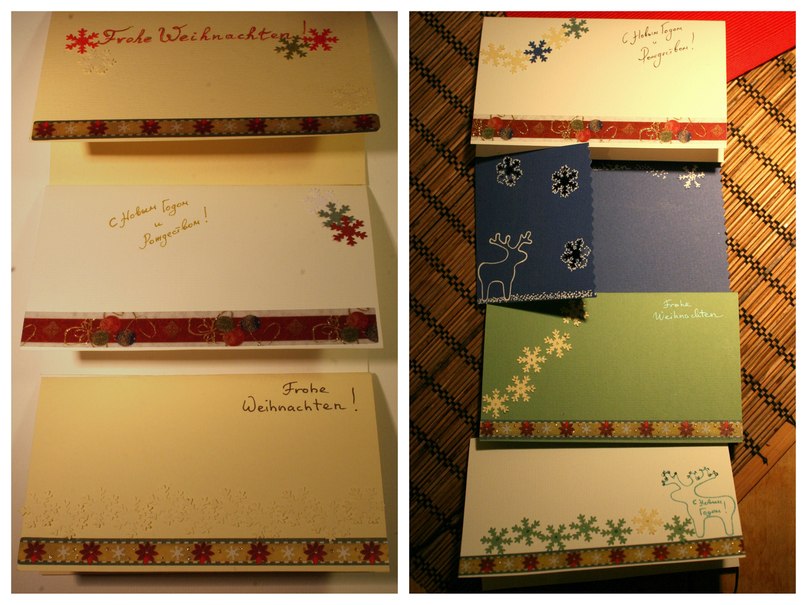 Frohe Weihnachten !
С Новым Годом
и
Рождеством !
Frohe
Weihnachten !
С Новым Годом
и
Рождеством !
Frohe
Weihnachten
С Новым
Годом !